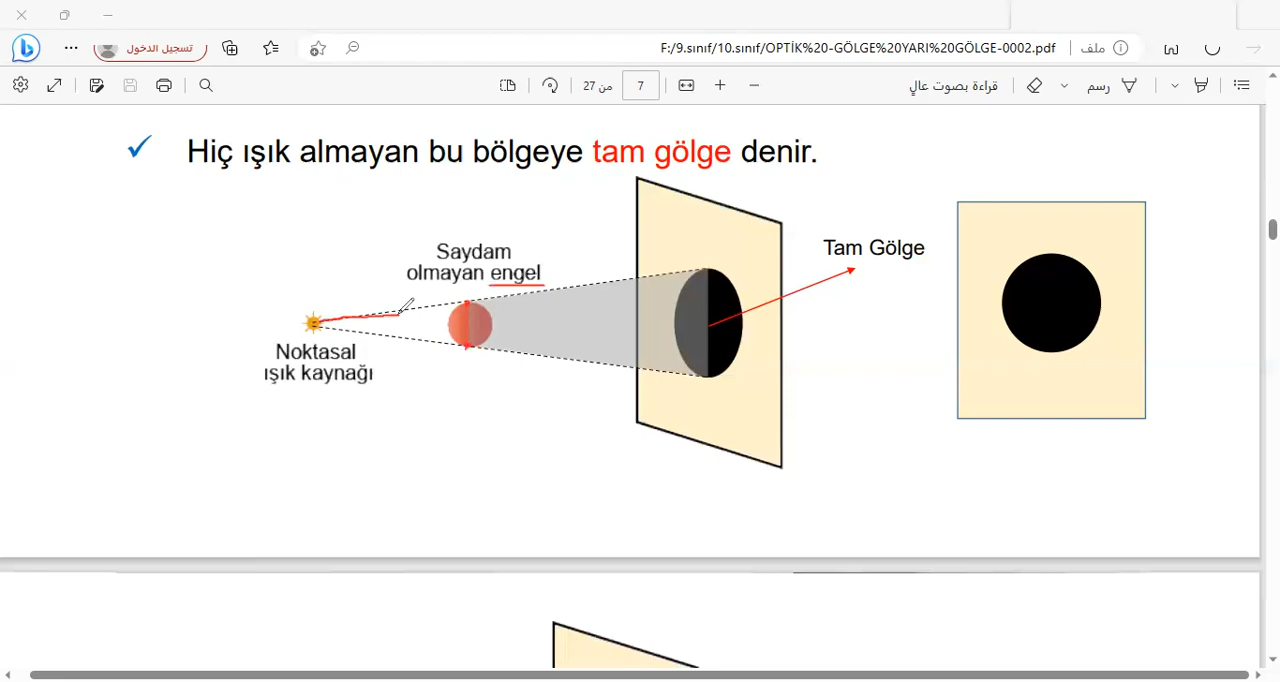 تسجيل الدخول
F:/9.sınıf/10.sınıf/OPTİK%20-GÖLGE%20YARI%20GÖLGE-0002.pdf
ملف
27 من
7
قراءة بصوت عالٍ
رسم
✓ Hiç ışık almayan bu bölgeye tam gölge denir.
Saydam
olmayan engel
Tam Gölge
Noktasal
ışık kaynağı